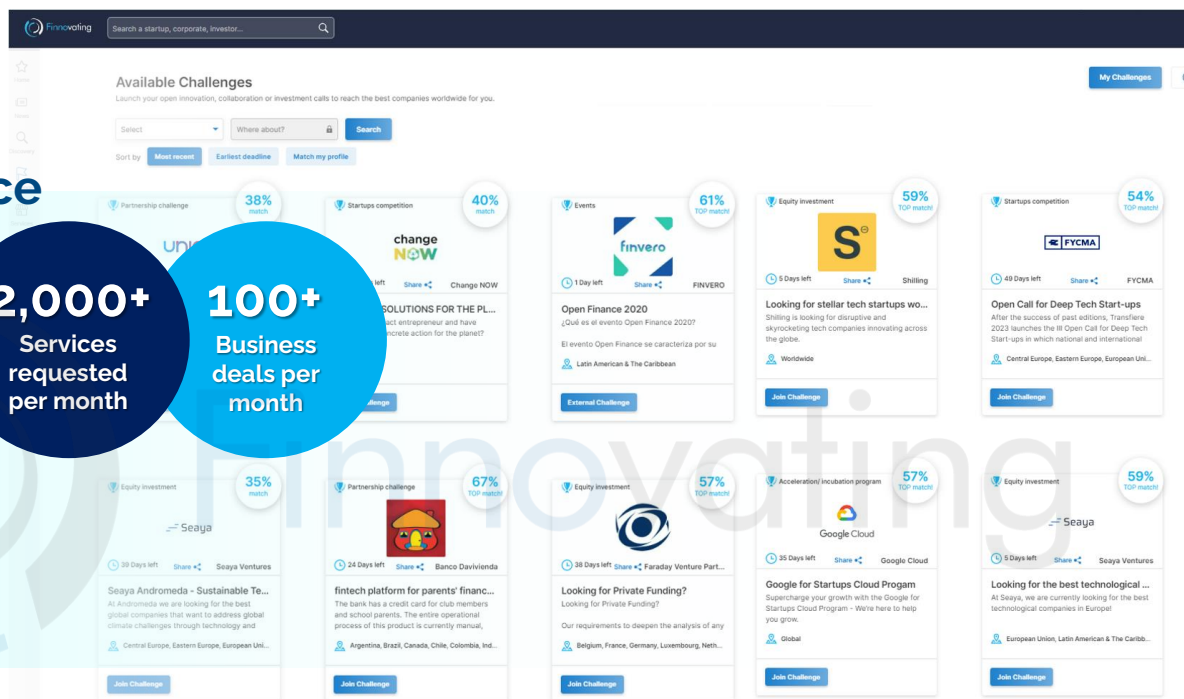 Finnovating
Search a startup, corporate, investor...
Home
Available Challenges
Launch your open innovation, collaboration or investment calls to reach the best companies worldwide for you.
My Challenges
Select
Where about?
Search
Sort by
Most recent
Earliest deadline
Match my profile
ce
2,000+
Services
requested
per month
100+
Business
deals per
month
Partnership challenge
38%
match
Startups competition
40%
match
change
NOW
left
Share
Change NOW
SOLUTIONS FOR THE PL...
act entrepreneur and have
ncrete action for the planet?
Events
61%
TOP match!
finvero
1 Day left
Share
FINVERO
Open Finance 2020
¿Qué es el evento Open Finance 2020?
El evento Open Finance se caracteriza por su
Latin American & The Caribbean
External Challenge
Equity investment
59%
TOP match!
S
5 Days left
Share
Shilling
Looking for stellar tech startups wo...
Shilling is looking for disruptive and
skyrocketing tech companies innovating across
the globe.
Worldwide
Join Challenge
Startups competition
54%
TOP match!
FYCMA
49 Days left
Share
FYCMA
Open Call for Deep Tech Start-ups
After the success of past editions, Transfiere
2023 launches the III Open Call for Deep Tech
Start-ups in which national and international
Central Europe, Eastern Europe, European Uni...
Join Challenge
Finnovating
Equity investment
35%
match
Seaya
39 Days left
Share
Seaya Ventures
Seaya Andromeda - Sustainable Te...
At Andromeda we are looking for the best
global companies that want to address global
climate challenges through technology and
Central Europe, Eastern Europe, European Uni...
Join Challenge
Partnership challenge
67%
TOP match!
24 Days left
Share
Banco Davivienda
fintech platform for parents' financ...
The bank has a credit card for club members
and school parents. The entire operational
process of this product is currently manual,
Argentina, Brazil, Canada, Chile, Colombia, Ind...
Join Challenge
Equity investment
57%
TOP match!
38 Days left
Share
Faraday Venture Part...
Looking for Private Funding?
Looking for Private Funding?
Our requirements to deepen the analysis of any
Belgium, France, Germany, Luxembourg, Neth...
Join Challenge
Acceleration/ incubation program
57%
TOP match!
Google Cloud
35 Days left
Share
Google Cloud
Google for Startups Cloud Progam
Supercharge your growth with the Google for
Startups Cloud Program - We're here to help
you grow.
Global
Join Challenge
Equity investment
59%
TOP match!
Seaya
5 Days left
Share
Seaya Ventures
Looking for the best technological ...
At Seaya, we are currently looking for the best
technological companies in Europe!
European Union, Latin American & The Caribb...
Join Challenge